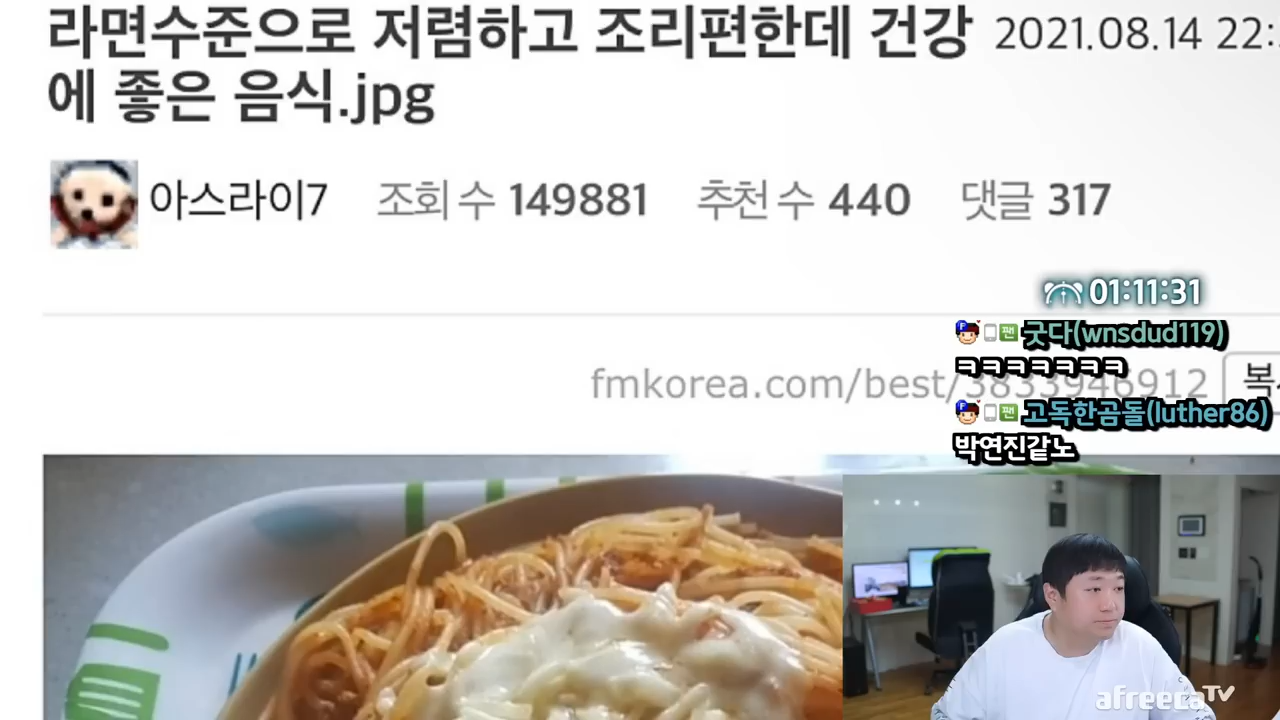 라면수준으로 저렴하고 조리편한데 건강
에 좋은 음식.jpg
2021.08.14 22:
아스라이7 조회 수 149881 추천 수 440 댓글 317
01:11:31
fmkorea.com/best/3833946912
굿다(wnsdud119)
ㅋㅋㅋㅋㅋㅋㅋ
고독한곰돌(luther86)
박연진같노
afreecaTV